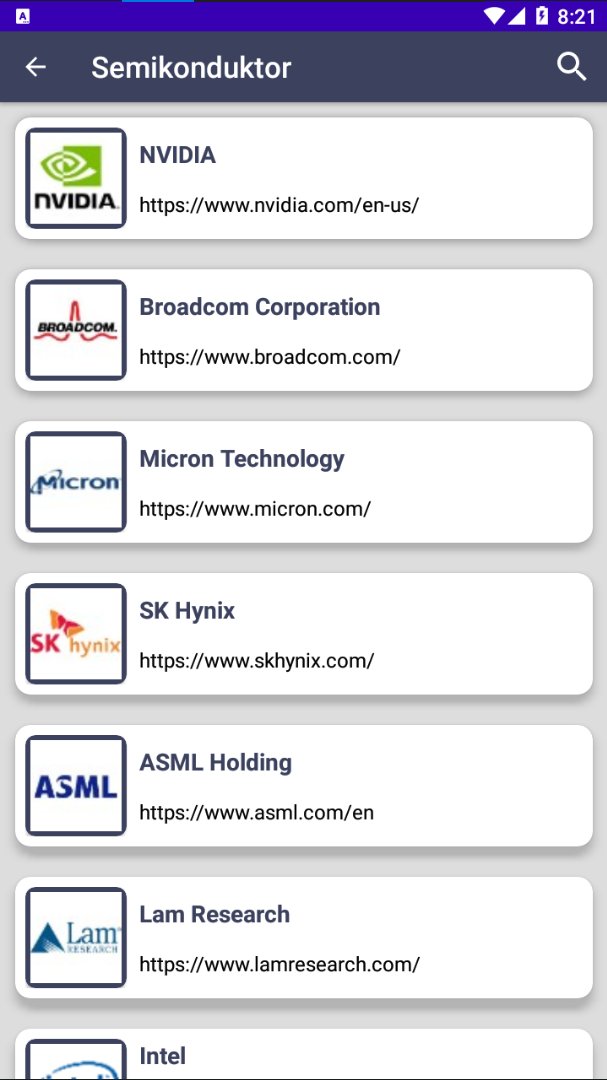 8:21
Semikonduktor
NVIDIA
NVIDIA.
https://www.nvidia.com/en-us/
Broadcom Corporation
BROADCOM.
https://www.broadcom.com/
Micron Technology
Micron
https://www.micron.com/
SK Hynix
SK hynix
https://www.skhynix.com/
ASML Holding
ASML
https://www.asml.com/en
Lam Research
Lam
RESEARCH
https://www.lamresearch.com/
Intel